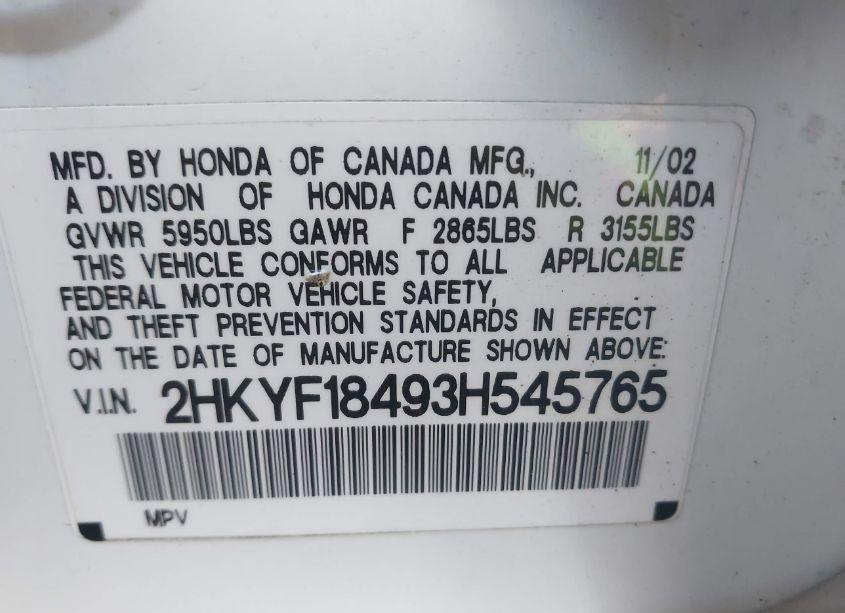 MFD. BY HONDA OF CANADA MFG., 11/02
A DIVISION OF HONDA CANADA INC. CANADA
GVWR 5950LBS GAWR F 2865LBS R 3155LBS
THIS VEHICLE CONFORMS TO ALL APPLICABLE
FEDERAL MOTOR VEHICLE SAFETY,
AND THEFT PREVENTION STANDARDS IN EFFECT
ON THE DATE OF MANUFACTURE SHOWN ABOVE:
V.I.N. 2HKYF18493H545765
MPV